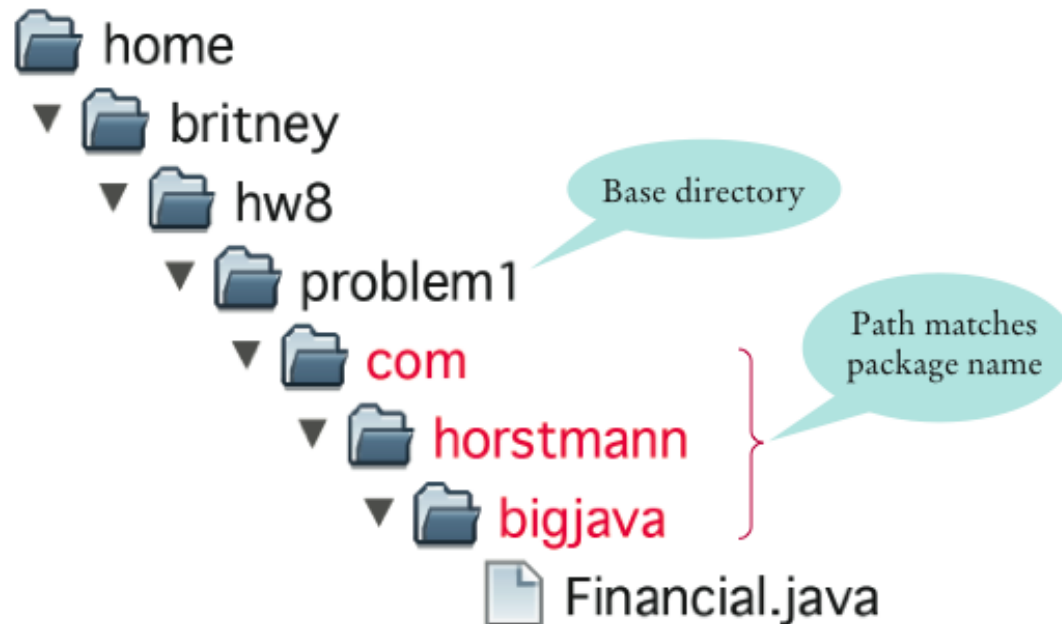 home
britney
hw8
Base directory
problem1
Path matches
package name
com
horstmann
bigjava
Financial.java